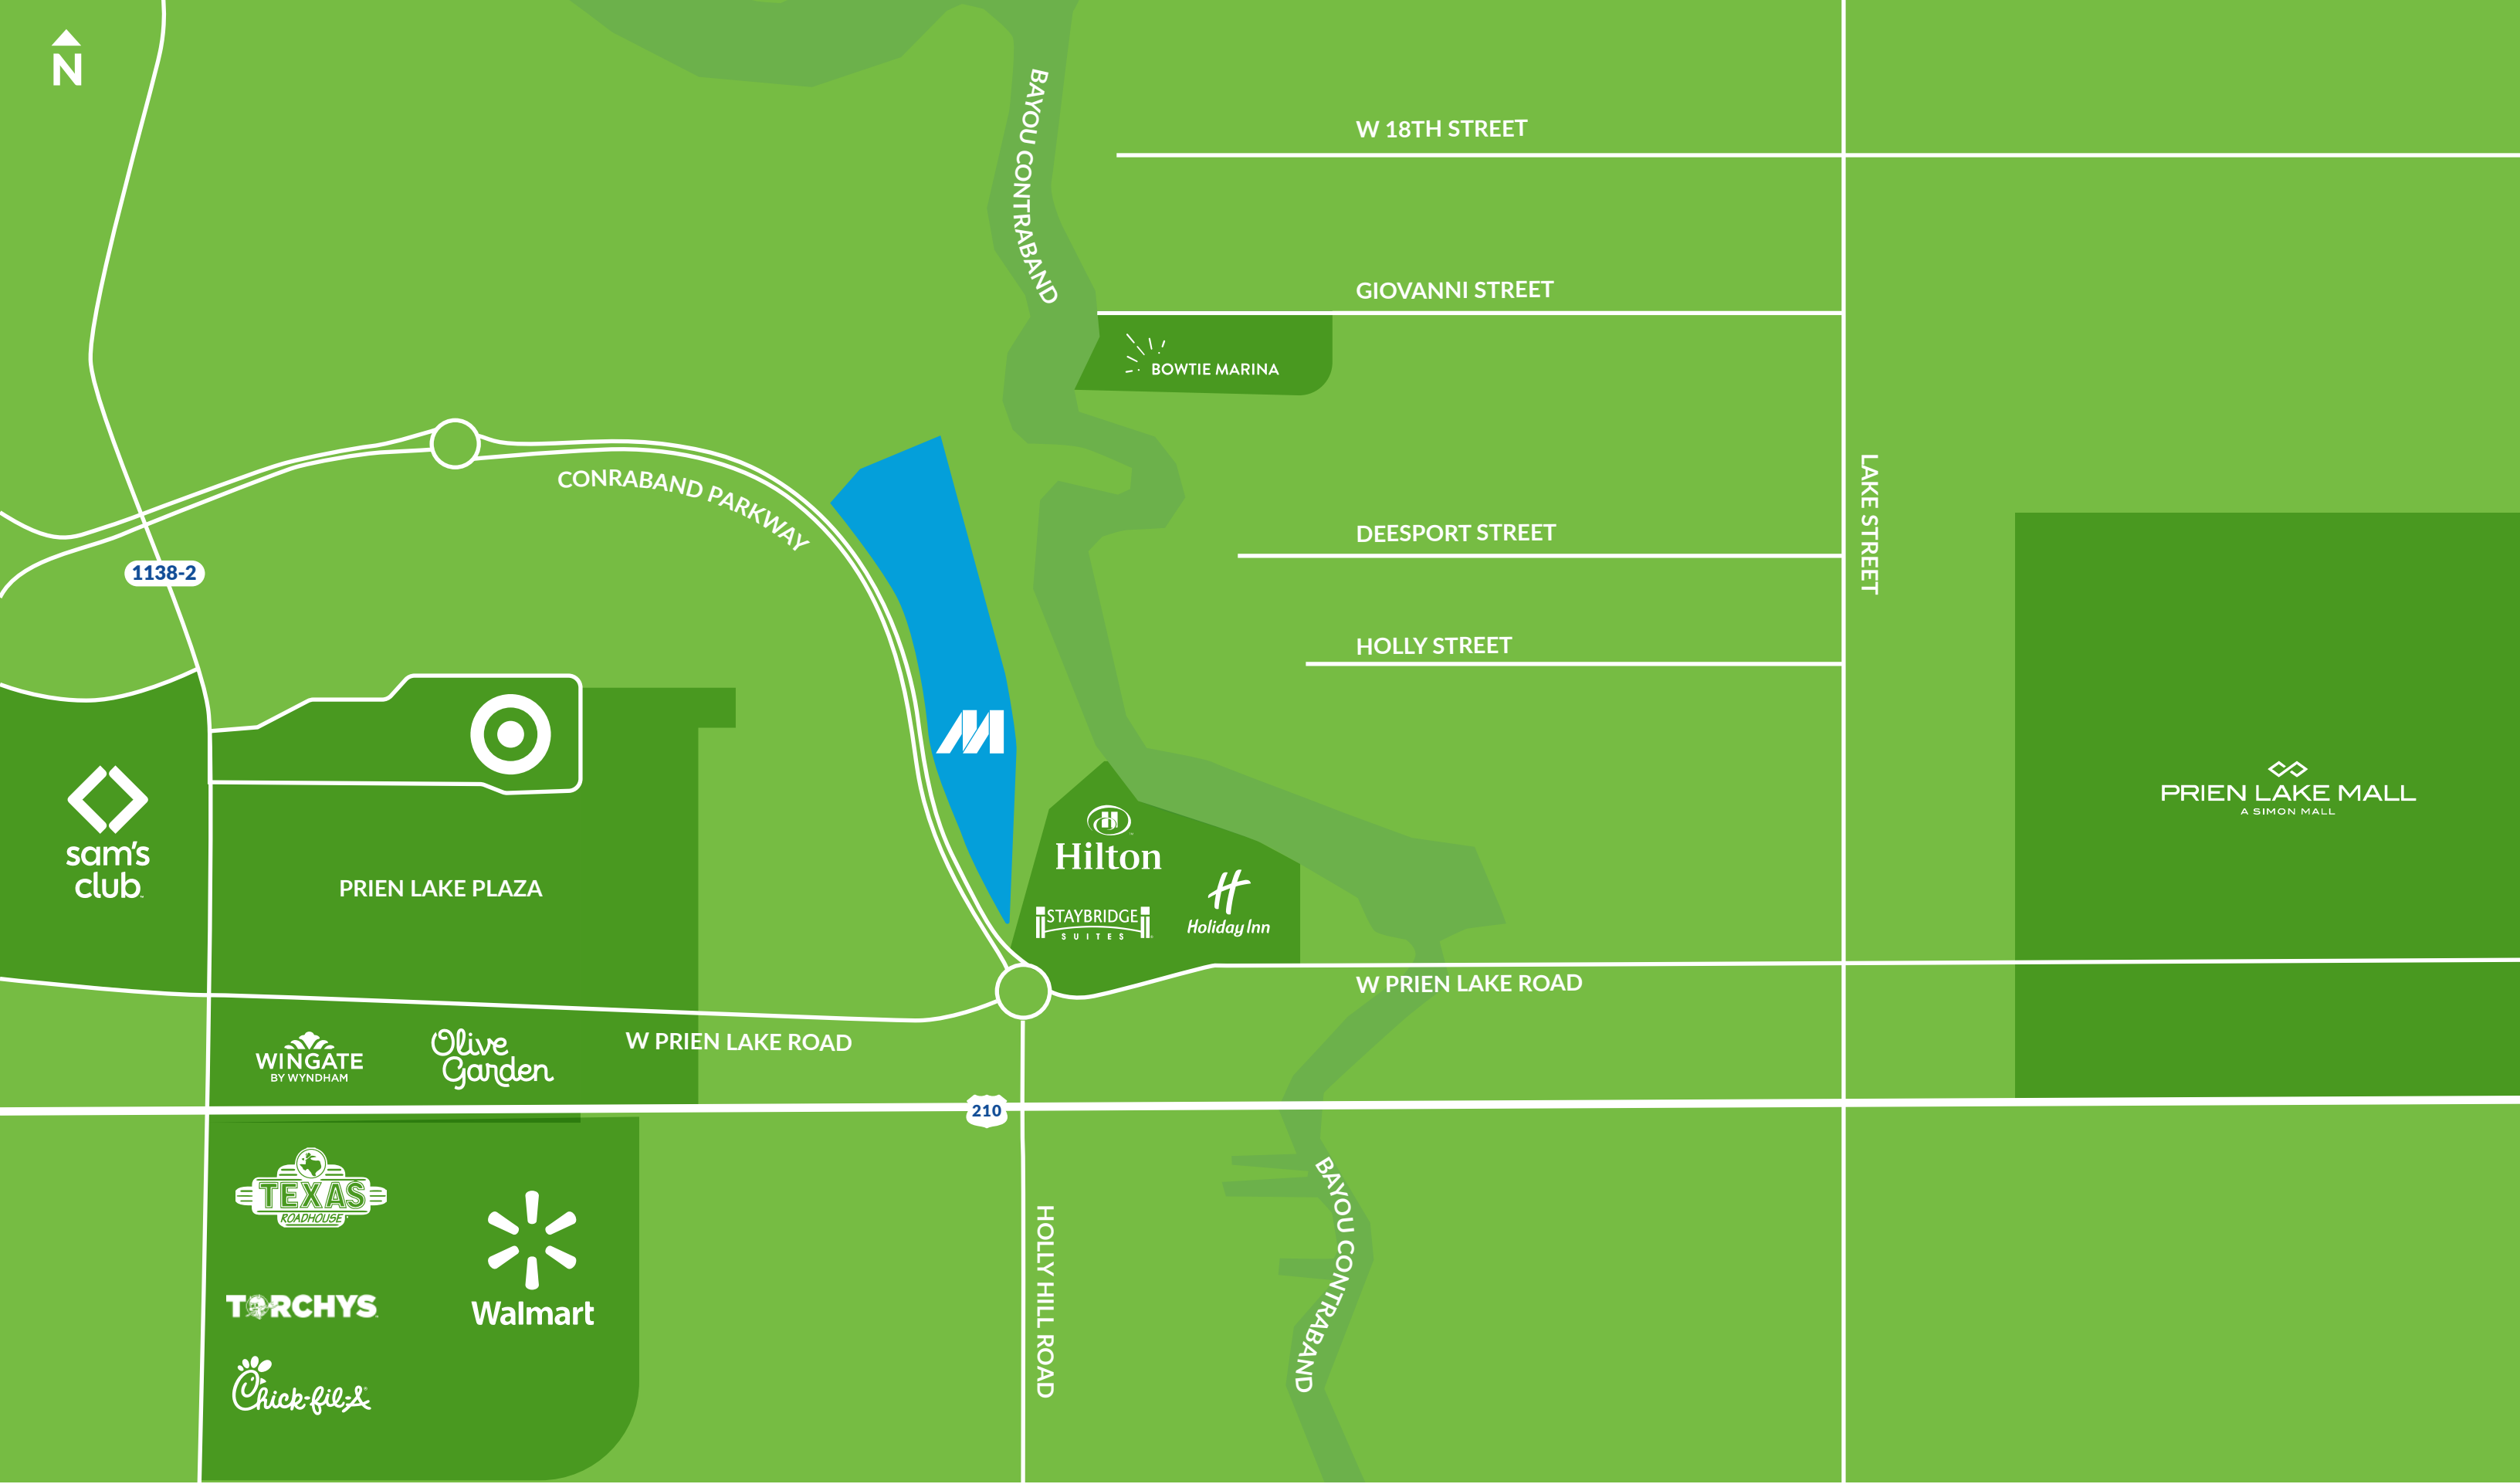 N
BAYOU CONTRABAND
W 18TH STREET
GIOVANNI STREET
BOWTIE MARINA
CONRABAND PARKWAY
LAKE STREET
DEESPORT STREET
1138-2
HOLLY STREET
PRIEN LAKE MALL
A SIMON MALL
sam's
club
PRIEN LAKE PLAZA
Hilton
STAYBRIDGE
SUITES
Holiday Inn
W PRIEN LAKE ROAD
W PRIEN LAKE ROAD
WINGATE
BY WYNDHAM
Olive
Garden
210
TEXAS
ROADHOUSE
Walmart
TORCHYS
Chick-fil-A
HOLLY HILL ROAD
BAYOU CONTRABAND